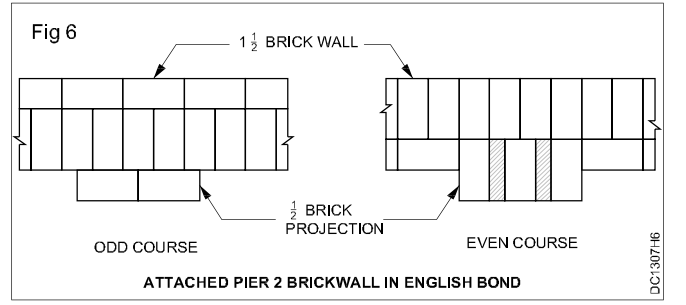 Fig 6
1 1/2 BRICK WALL
1/2 BRICK
PROJECTION
ODD COURSE
EVEN COURSE
ATTACHED PIER 2 BRICKWALL IN ENGLISH BOND
DC1307H6